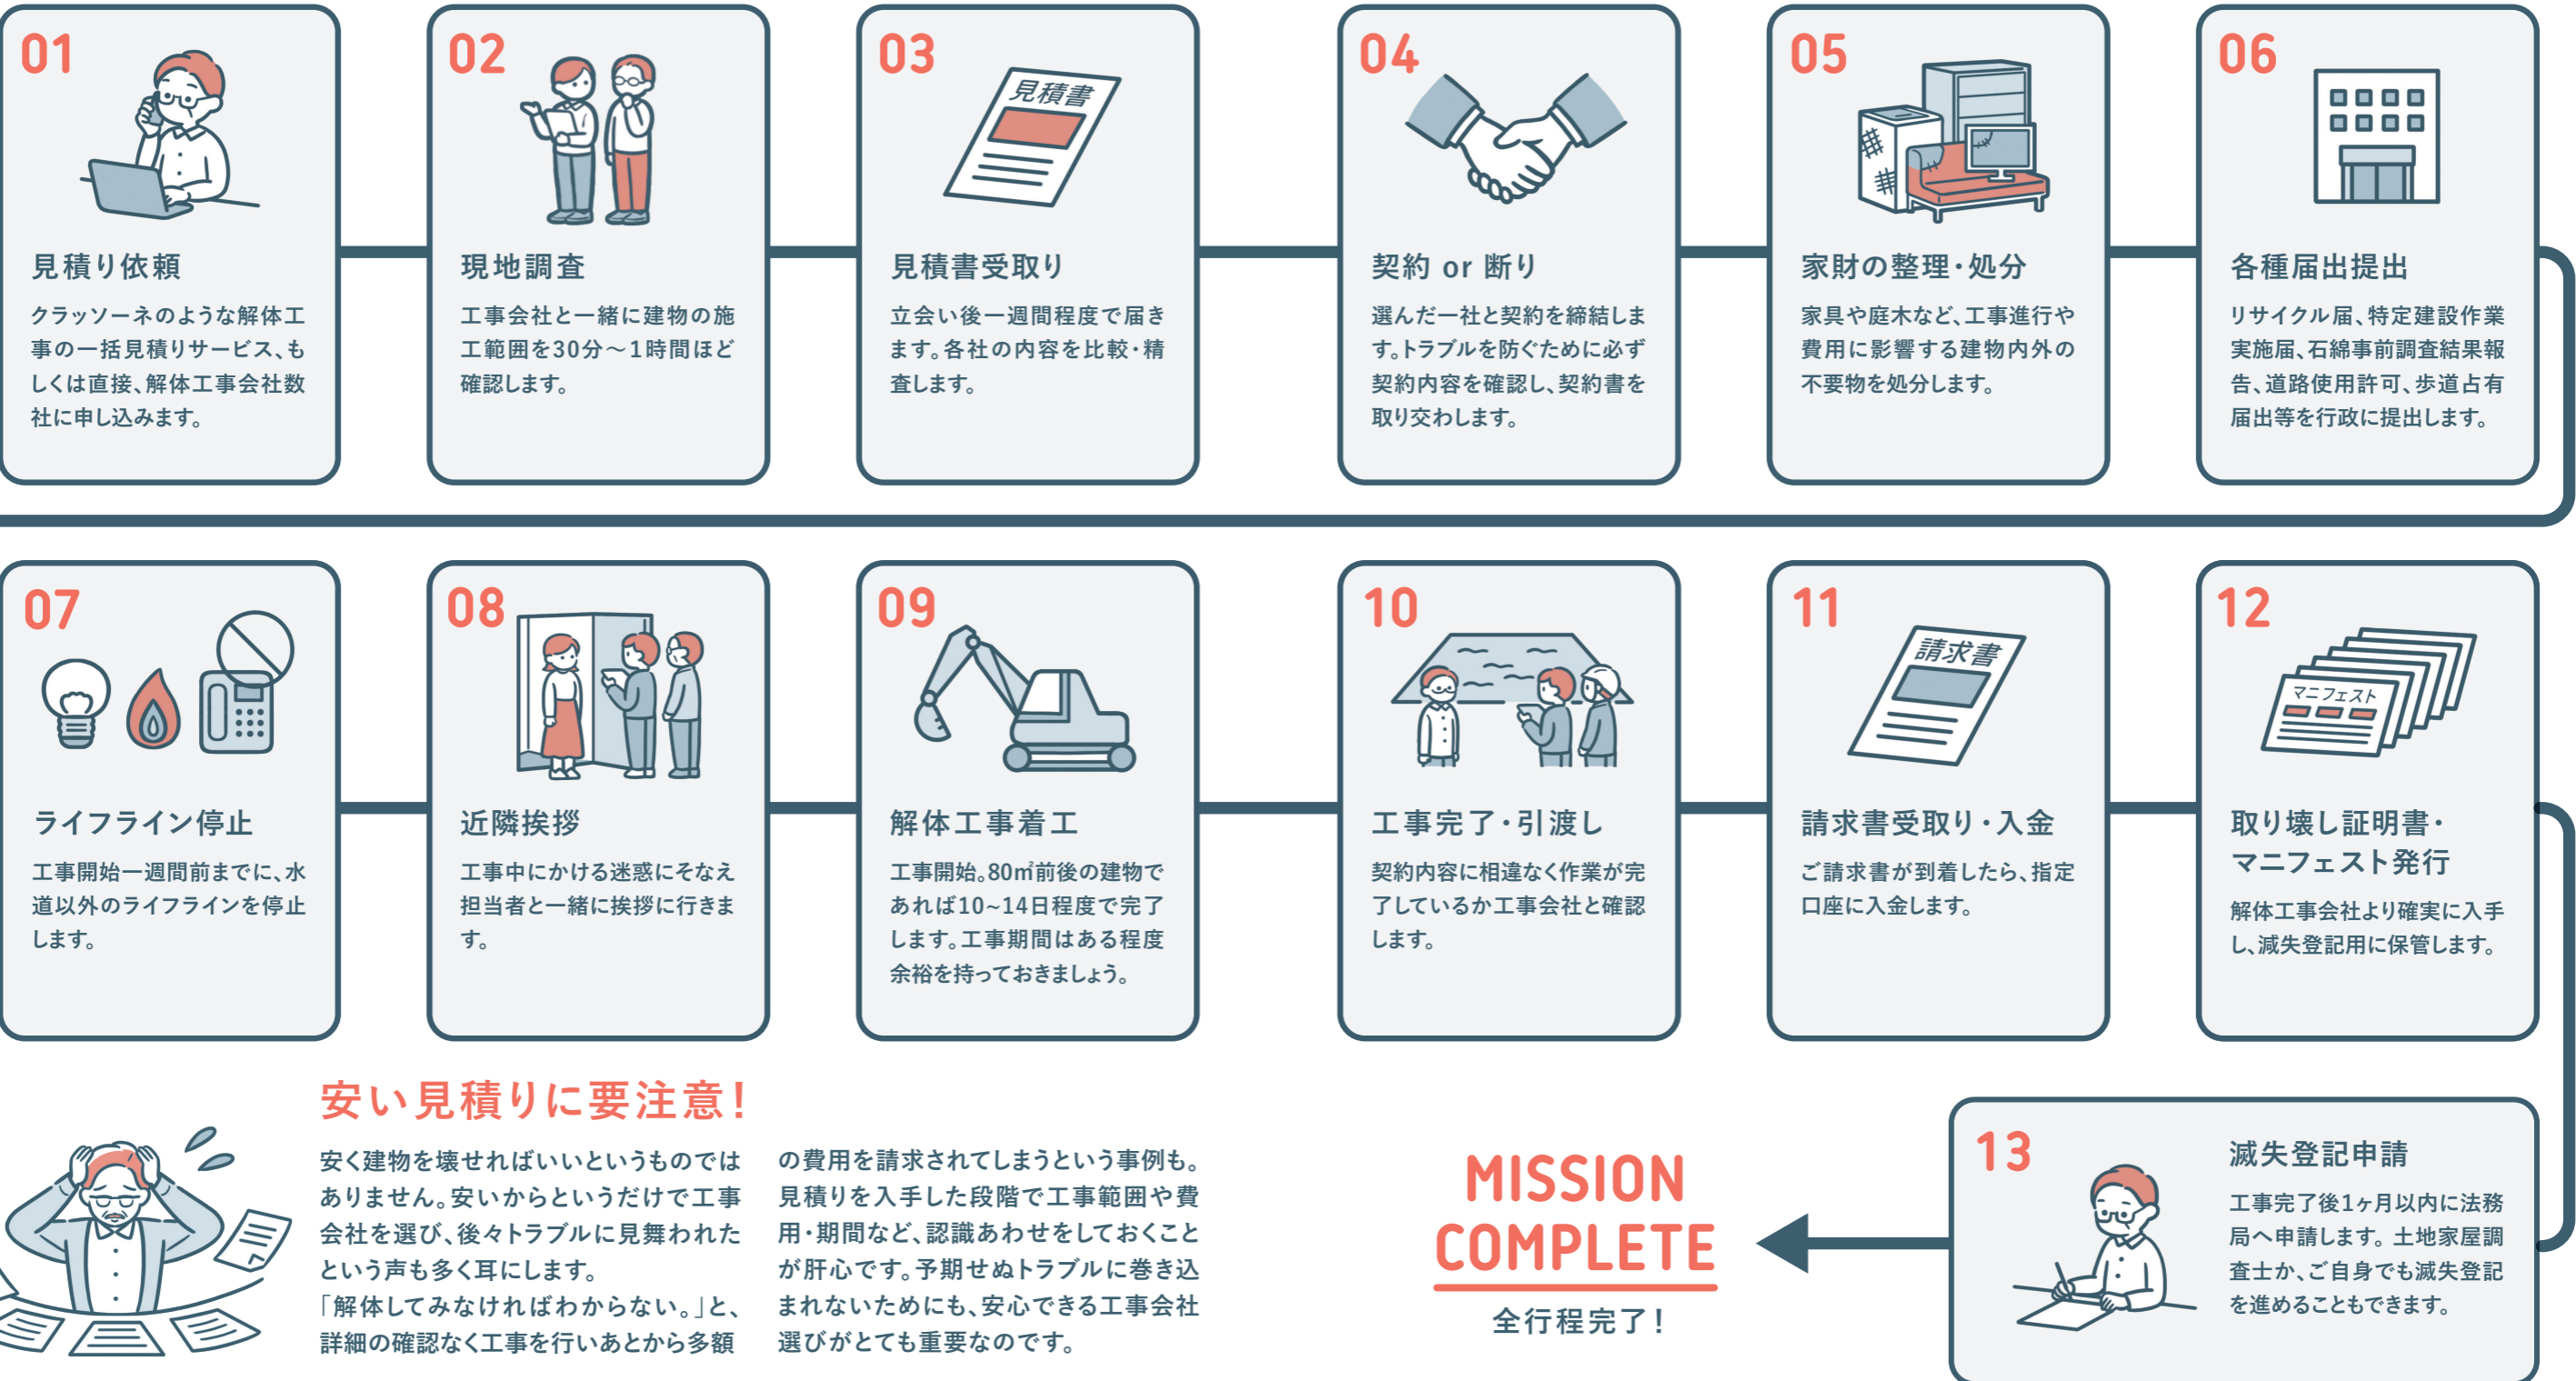 01
見積り依頼
クラッソーネのような解体工
事の一括見積りサービス、も
しくは直接、解体工事会社数
社に申し込みます。
02
現地調査
工事会社と一緒に建物の施
工範囲を30分～1時間ほど
確認します。
03
見積書
見積書受取り
立会い後一週間程度で届き
ます。各社の内容を比較・精
査します。
04
契約 or 断り
選んだ一社と契約を締結しま
す。トラブルを防ぐために必ず
契約内容を確認し、契約書を
取り交わします。
05
家財の整理・処分
家具や庭木など、工事進行や
費用に影響する建物内外の
不要物を処分します。
06
各種届出提出
リサイクル届、特定建設作業
実施届、石綿事前調査結果報
告、道路使用許可、歩道占有
届出等を行政に提出します。
07
ライフライン停止
工事開始一週間前までに、水
道以外のライフラインを停止
します。
08
近隣挨拶
工事中にかける迷惑にそなえ
担当者と一緒に挨拶に行きま
す。
09
解体工事着工
工事開始。80㎡前後の建物で
あれば10~14日程度で完了
します。工事期間はある程度
余裕を持っておきましょう。
10
工事完了・引渡し
契約内容に相違なく作業が完
了しているか工事会社と確認
します。
11
請求書
請求書受取り・入金
ご請求書が到着したら、指定
口座に入金します。
12
マニフェスト
取り壊し証明書・
マニフェスト発行
解体工事会社より確実に入手
し、滅失登記用に保管します。
13
滅失登記申請
工事完了後1ヶ月以内に法務
局へ申請します。土地家屋調
査士か、ご自身でも滅失登記
を進めることもできます。
MISSION
COMPLETE
全行程完了！
安い見積りに要注意！
安く建物を壊せればいいというものでは
ありません。安いからというだけで工事
会社を選び、後々トラブルに見舞われた
という声も多く耳にします。
「解体してみなければわからない。」と、
詳細の確認なく工事を行いあとから多額
の費用を請求されてしまうという事例も。
見積りを入手した段階で工事範囲や費
用・期間など、認識あわせをしておくこと
が肝心です。予期せぬトラブルに巻き込
まれないためにも、安心できる工事会社
選びがとても重要なのです。